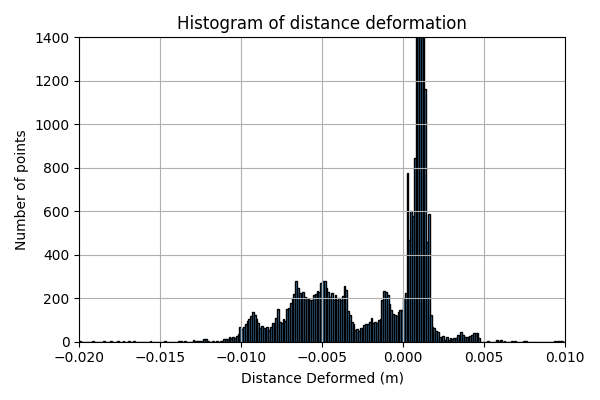 Histogram of distance deformation
Number of points
1400
1200
1000
800
600
400
200
0
−0.020 −0.015 −0.010 −0.005 0.000 0.005 0.010
Distance Deformed (m)